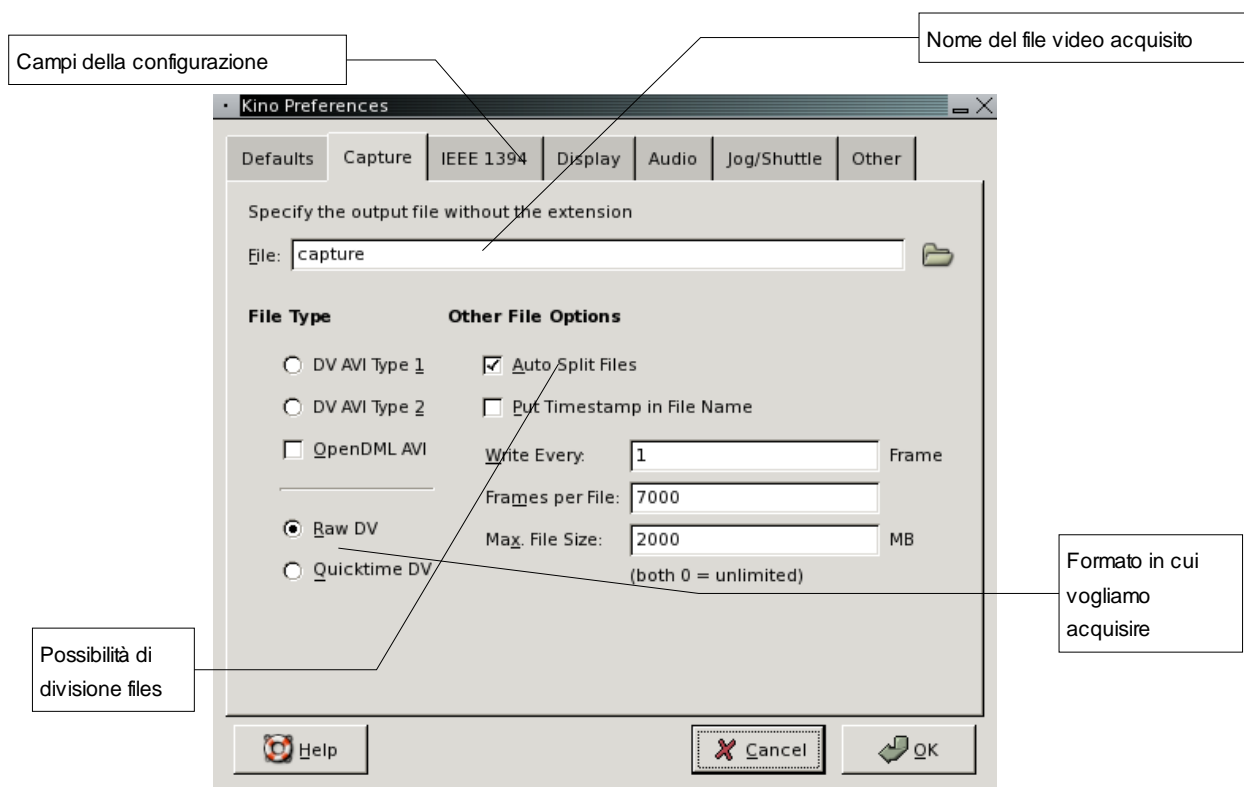 Nome del file video acquisito
Campi della configurazione
Kino Preferences
Defaults Capture IEEE 1394 Display Audio Jog/Shuttle Other
Specify the output file without the extension
File: capture
File Type Other File Options
DV AVI Type 1 Auto Split Files
DV AVI Type 2 Put Timestamp in File Name
OpenDML AVI Write Every: 1 Frame
Frames per File: 7000
Raw DV Max. File Size: 2000 MB
Quicktime DV (both 0 = unlimited)
Formato in cui
vogliamo
acquisire
Possibilità di
divisione files
Help Cancel OK